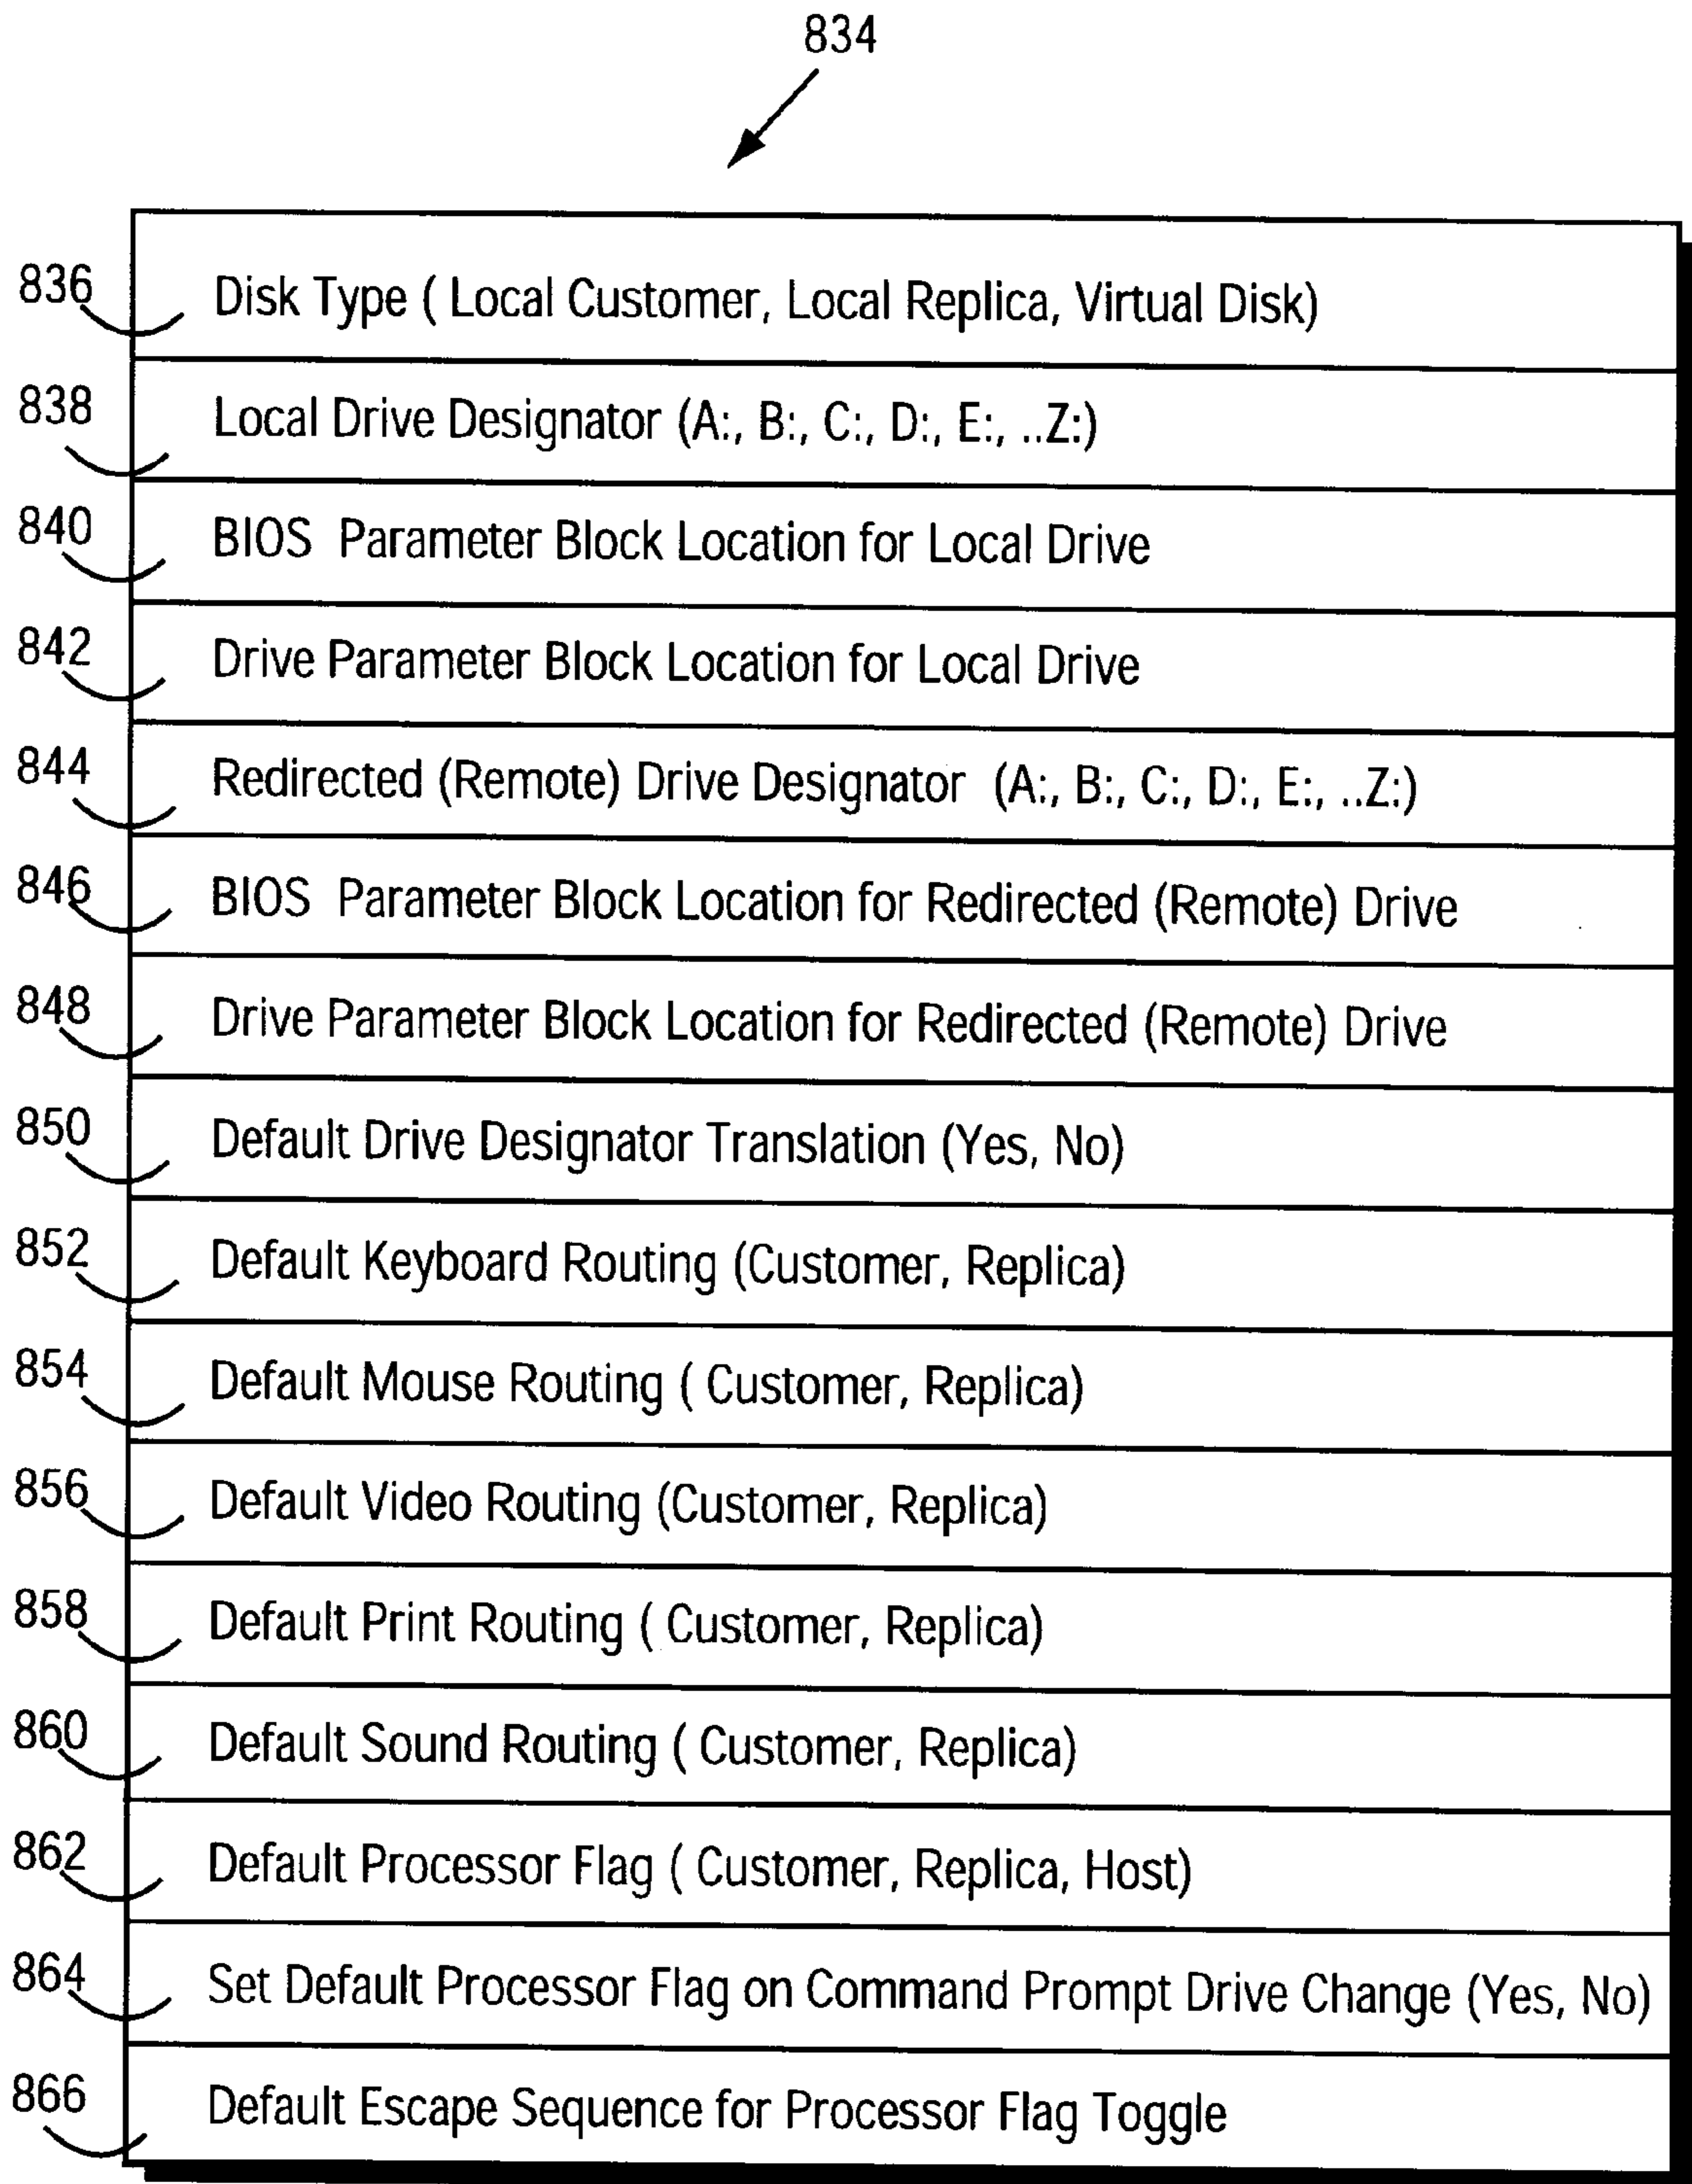 834
836 Disk Type ( Local Customer, Local Replica, Virtual Disk)
838 Local Drive Designator (A:, B:, C:, D:, E:, ..Z:)
840 BIOS Parameter Block Location for Local Drive
842 Drive Parameter Block Location for Local Drive
844 Redirected (Remote) Drive Designator (A:, B:, C:, D:, E:, ..Z:)
846 BIOS Parameter Block Location for Redirected (Remote) Drive
848 Drive Parameter Block Location for Redirected (Remote) Drive
850 Default Drive Designator Translation (Yes, No)
852 Default Keyboard Routing (Customer, Replica)
854 Default Mouse Routing ( Customer, Replica)
856 Default Video Routing (Customer, Replica)
858 Default Print Routing ( Customer, Replica)
860 Default Sound Routing ( Customer, Replica)
862 Default Processor Flag ( Customer, Replica, Host)
864 Set Default Processor Flag on Command Prompt Drive Change (Yes, No)
866 Default Escape Sequence for Processor Flag Toggle